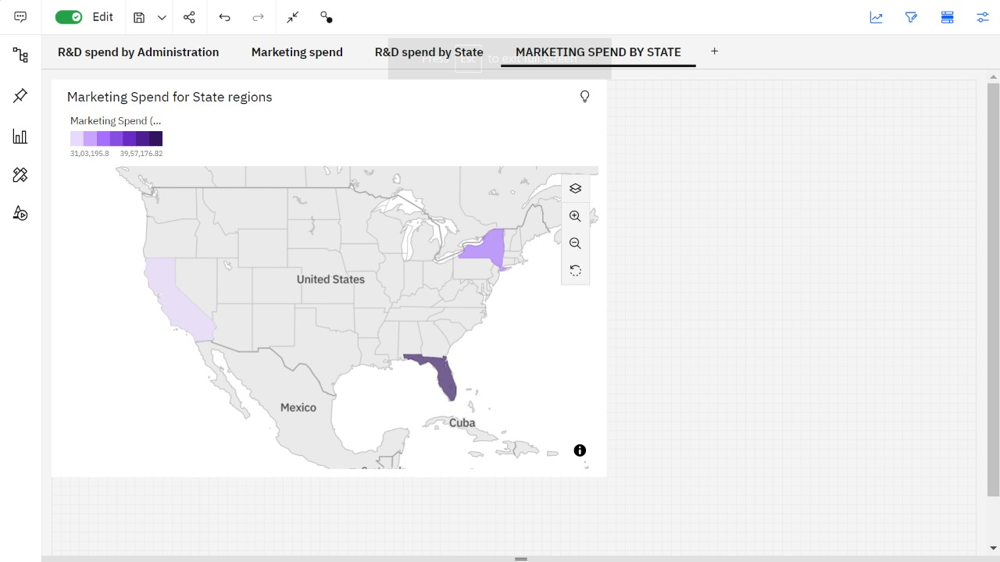 Edit
R&D spend by Administration
Marketing spend
R&D spend by State
MARKETING SPEND BY STATE
Press Esc to exit full screen
Marketing Spend for State regions
Marketing Spend (...
31,03,195.8 39,57,176.82
United States
Mexico
Cuba